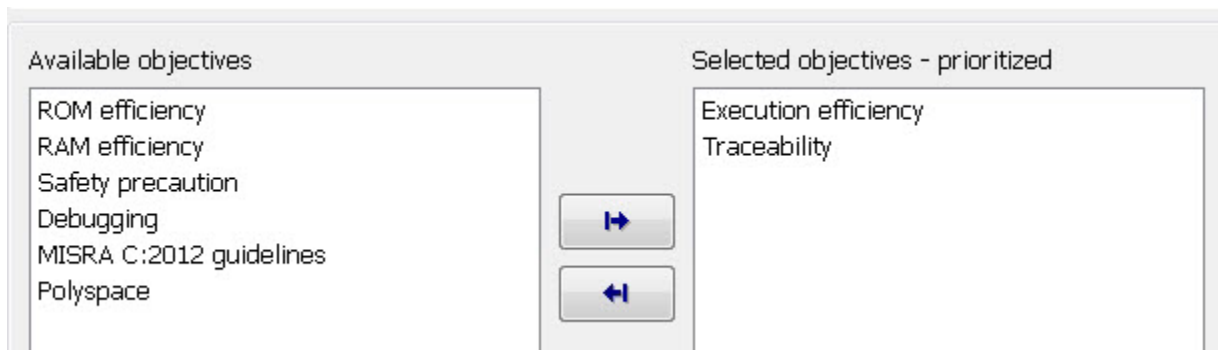 Available objectives
ROM efficiency
RAM efficiency
Safety precaution
Debugging
MISRA C:2012 guidelines
Polyspace
Selected objectives - prioritized
Execution efficiency
Traceability